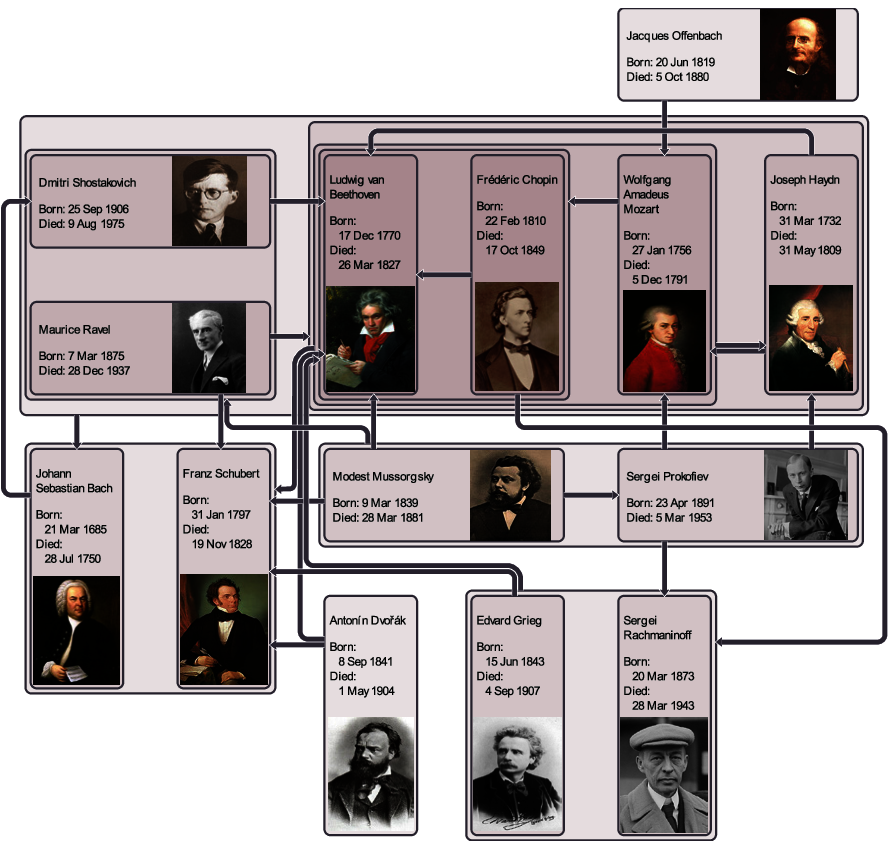 Jacques Offenbach
Born: 20 Jun 1819
Died: 5 Oct 1880
Dmitri Shostakovich
Born: 25 Sep 1906
Died: 9 Aug 1975
Ludwig van
Beethoven
Born:
17 Dec 1770
Died:
26 Mar 1827
Frédéric Chopin
Born:
22 Feb 1810
Died:
17 Oct 1849
Wolfgang
Amadeus
Mozart
Born:
27 Jan 1756
Died:
5 Dec 1791
Joseph Haydn
Born:
31 Mar 1732
Died:
31 May 1809
Maurice Ravel
Born: 7 Mar 1875
Died: 28 Dec 1937
Johann
Sebastian Bach
Born:
21 Mar 1685
Died:
28 Jul 1750
Franz Schubert
Born:
31 Jan 1797
Died:
19 Nov 1828
Modest Mussorgsky
Born: 9 Mar 1839
Died: 28 Mar 1881
Sergei Prokofiev
Born: 23 Apr 1891
Died: 5 Mar 1953
Antonín Dvořák
Born:
8 Sep 1841
Died:
1 May 1904
Edvard Grieg
Born:
15 Jun 1843
Died:
4 Sep 1907
Sergei
Rachmaninoff
Born:
20 Mar 1873
Died:
28 Mar 1943